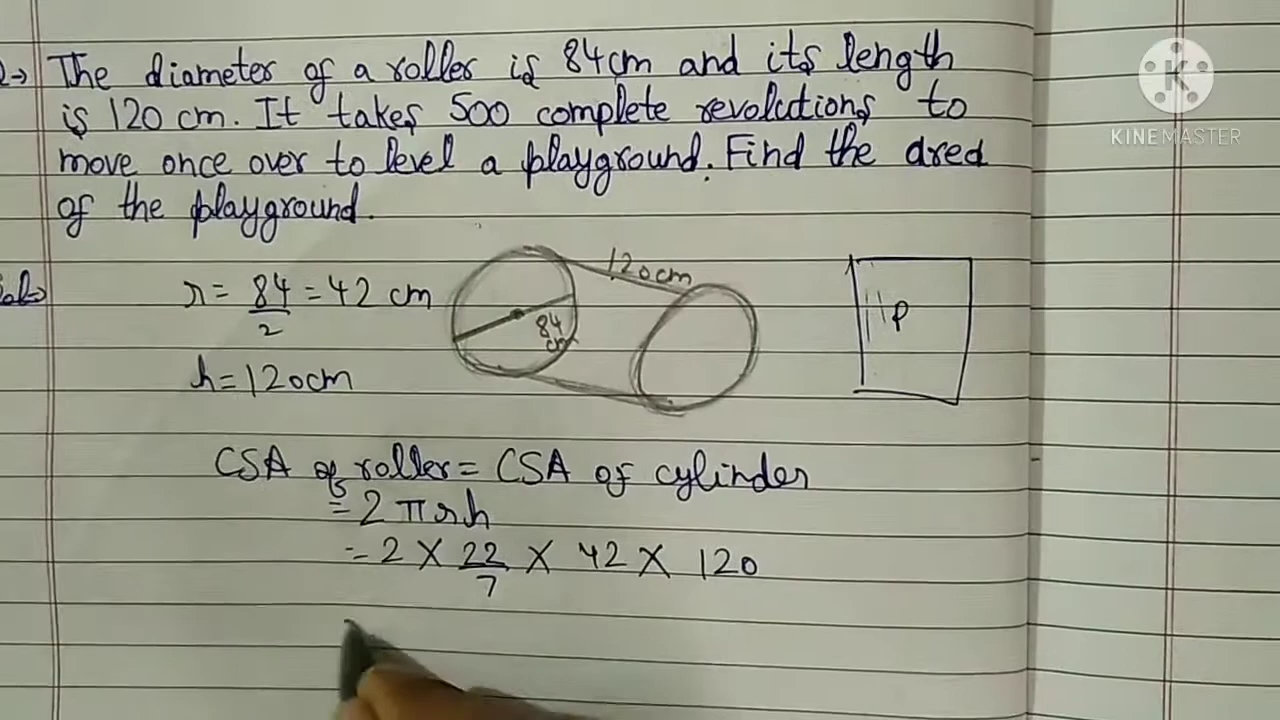 The diameter of a roller is 84cm and its length
is 120 cm. It takes 500 complete revolutions to
move once over to level a playground. Find the area
of the playground.
r = 84/2 = 42 cm
120cm
84
cm
P
h = 120cm
CSA of roller = CSA of cylinder
= 2πrh
= 2 × 22/7 × 42 × 120
K
KINEMASTER